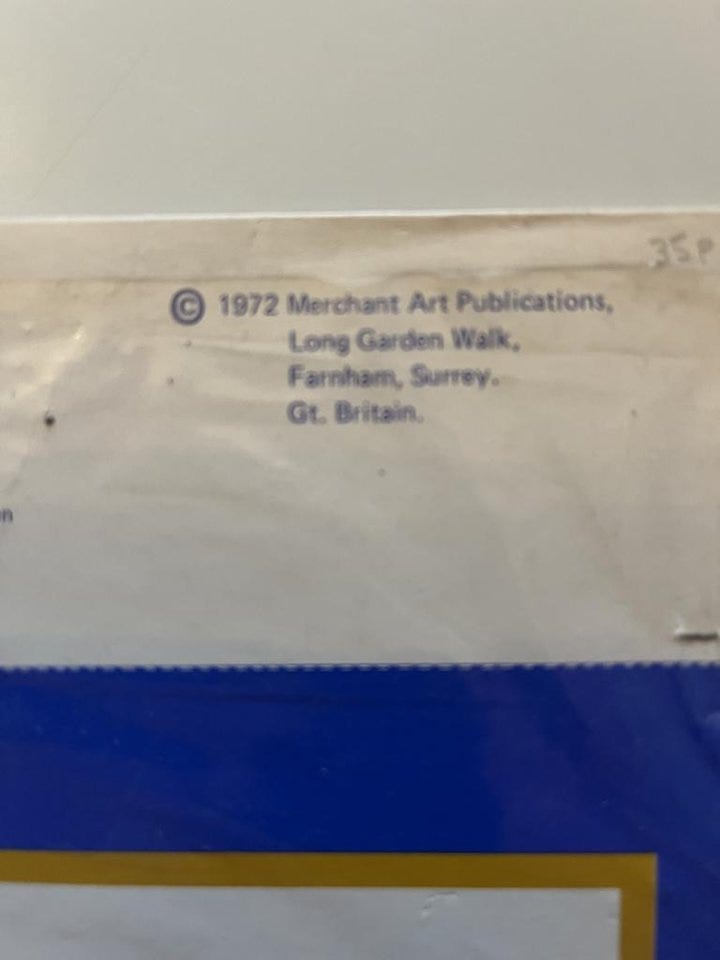 35P
© 1972 Merchant Art Publications,
Long Garden Walk,
Farnham, Surrey.
Gt. Britain.
n